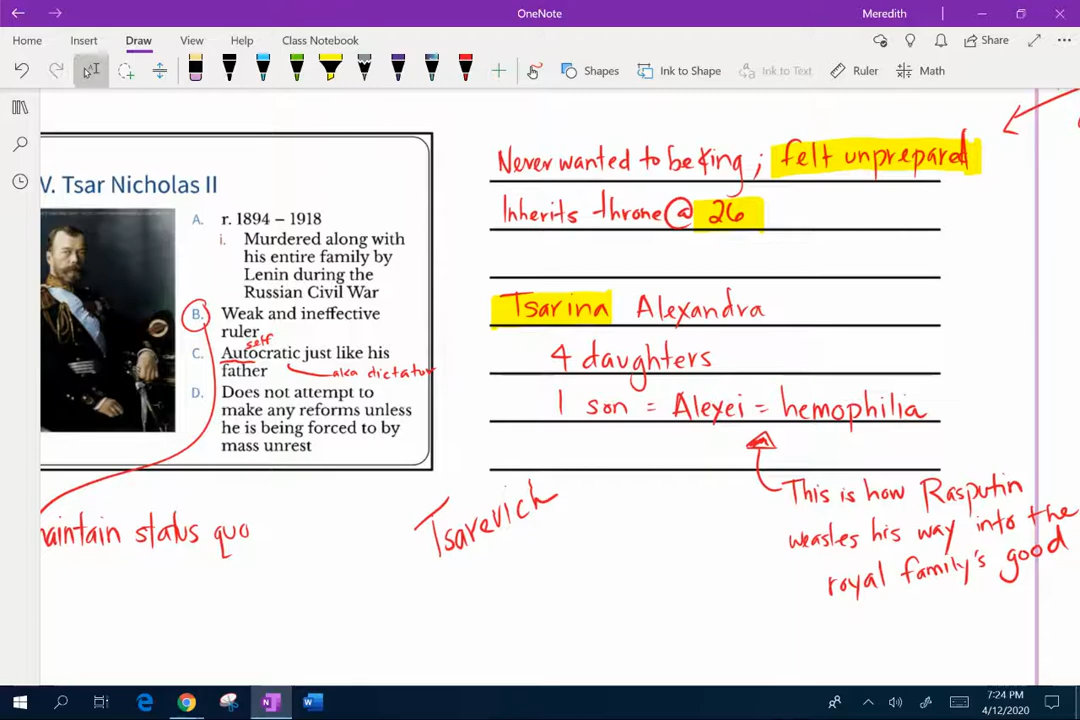 OneNote
Meredith
Home Insert Draw View Help Class Notebook
Share
Shapes Ink to Shape Ink to Text Ruler Math
V. Tsar Nicholas II
A. r. 1894 – 1918
i. Murdered along with
his entire family by
Lenin during the
Russian Civil War
B. Weak and ineffective
ruler
self
C. Autocratic just like his
father
aka dictator
D. Does not attempt to
make any reforms unless
he is being forced to by
mass unrest
maintain status quo
Never wanted to be king; felt unprepared
Inherits throne @ 26
Tsarina Alexandra
4 daughters
1 son = Alexei = hemophilia
Tsarevich
This is how Rasputin
weasles his way into the
royal family's good
7:24 PM
4/12/2020